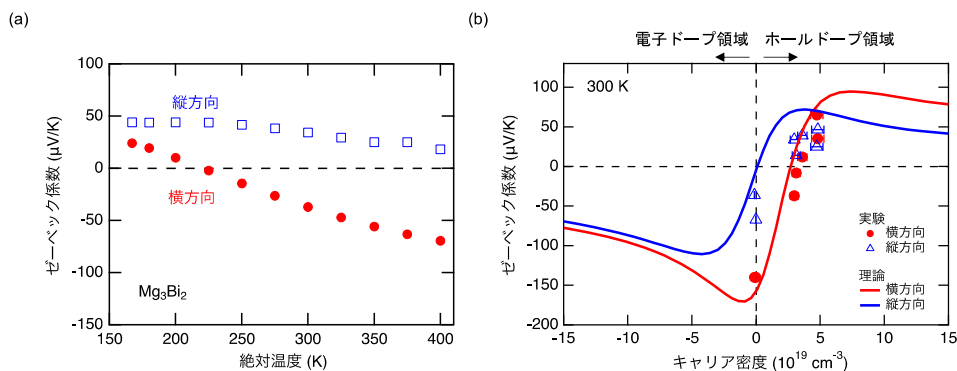 (a)
ゼーベック係数 (µV/K)
100
50
0
-50
-100
-150
縦方向
横方向
Mg3Bi2
200
250
300
350
400
絶対温度 (K)
(b)
電子ドープ領域 ホールドープ領域
ゼーベック係数 (µV/K)
100
50
0
-50
-100
-150
-200
300 K
実験
横方向
縦方向
理論
横方向
縦方向
-15
-10
-5
0
5
10
15
キャリア密度 (10^19 cm^-3)